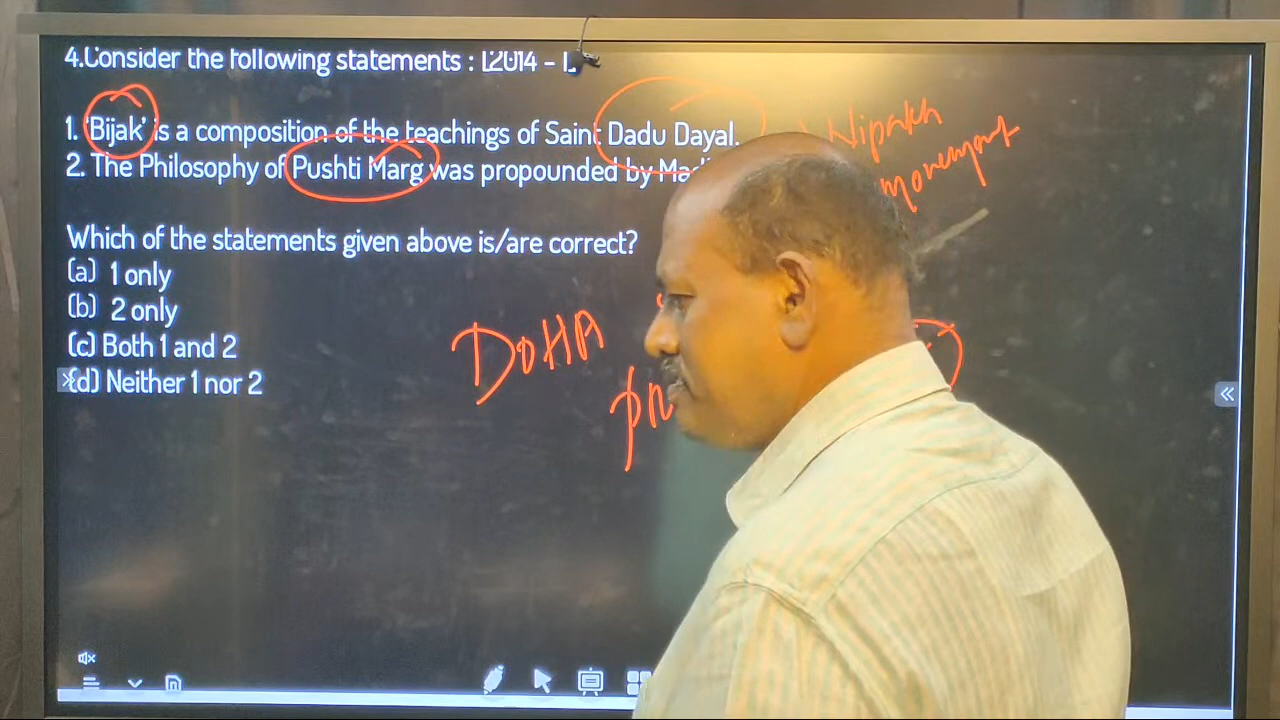 4.Consider the following statements : [2014 –
1. 'Bijak' is a composition of the teachings of Saint Dadu Dayal.
2. The Philosophy of Pushti Marg was propounded by
Nipakh
movement
Which of the statements given above is/are correct?
(a) 1 only
(b) 2 only
(c) Both 1 and 2
(d) Neither 1 nor 2
DOHA